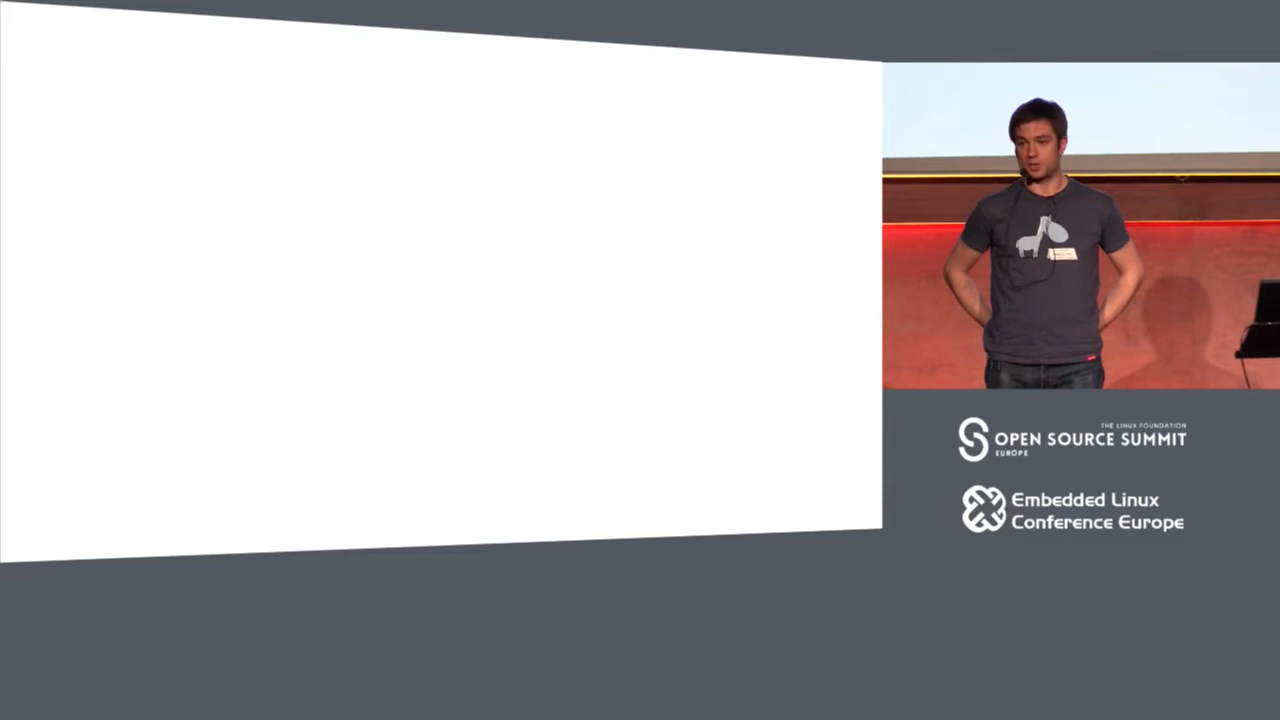 THE LINUX FOUNDATION
OPEN SOURCE SUMMIT
EUROPE
Embedded Linux
Conference Europe